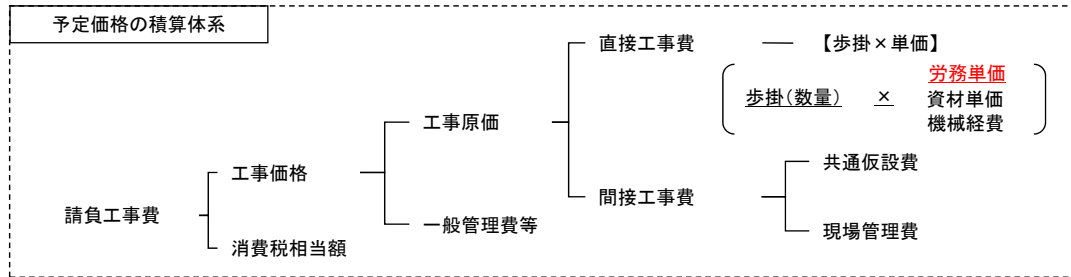 予定価格の積算体系
直接工事費
【歩掛×単価】
歩掛(数量) × 労務単価
資材単価
機械経費
工事原価
共通仮設費
工事価格
間接工事費
請負工事費
一般管理費等
現場管理費
消費税相当額